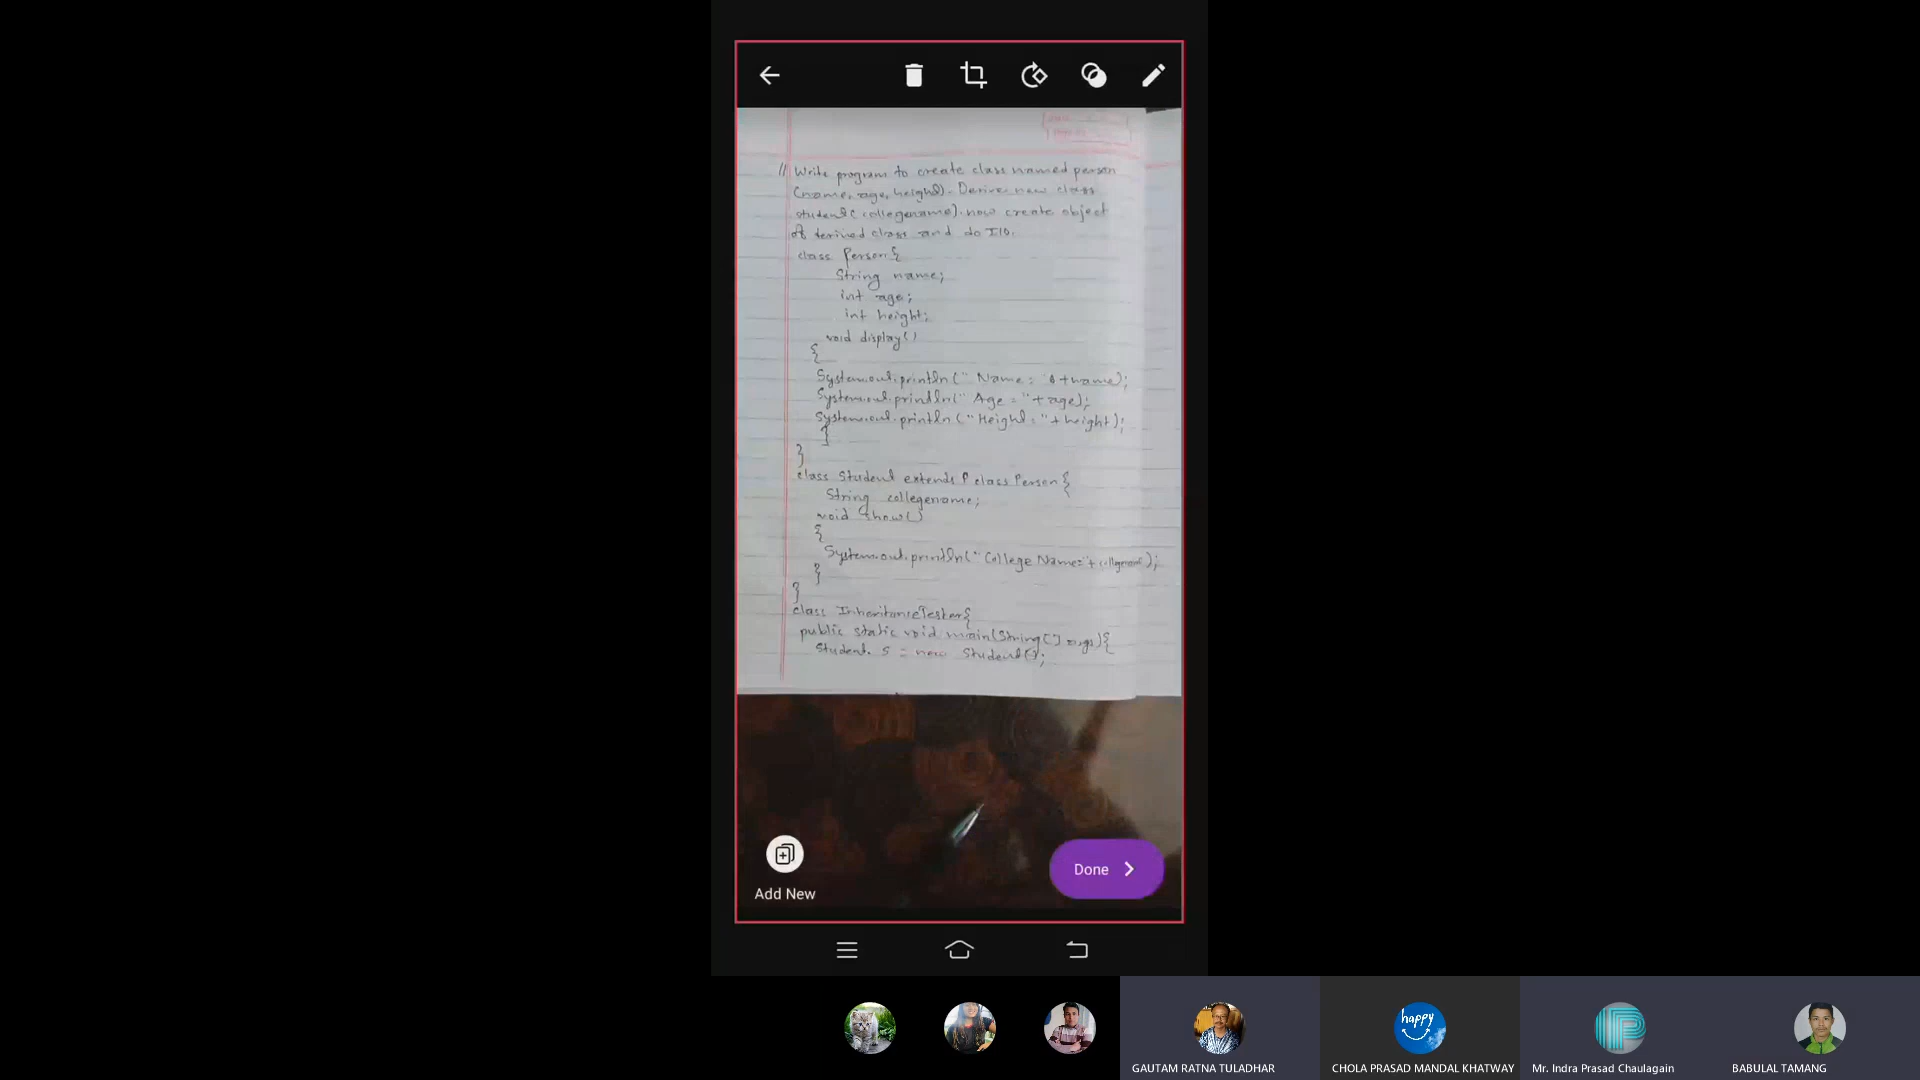 // Write program to create class named person
(name, age, height). Derive new class
student(collegename). now create object
of derived class and do I/O.
class Person{
String name;
int age;
int height;
void display()
{
System.out.println(" Name = "+name);
System.out.println(" Age = "+age);
System.out.println("Height = "+height);
}
}
class Student extends P class Person{
String collegename;
void show()
{
System.out.println("College Name="+collegename);
}
}
class InheritanceTester{
public static void main(String[] args){
Student s = new Student();
Add New
Done
happy
GAUTAM RATNA TULADHAR
CHOLA PRASAD MANDAL KHATWAY
Mr. Indra Prasad Chaulagain
BABULAL TAMANG